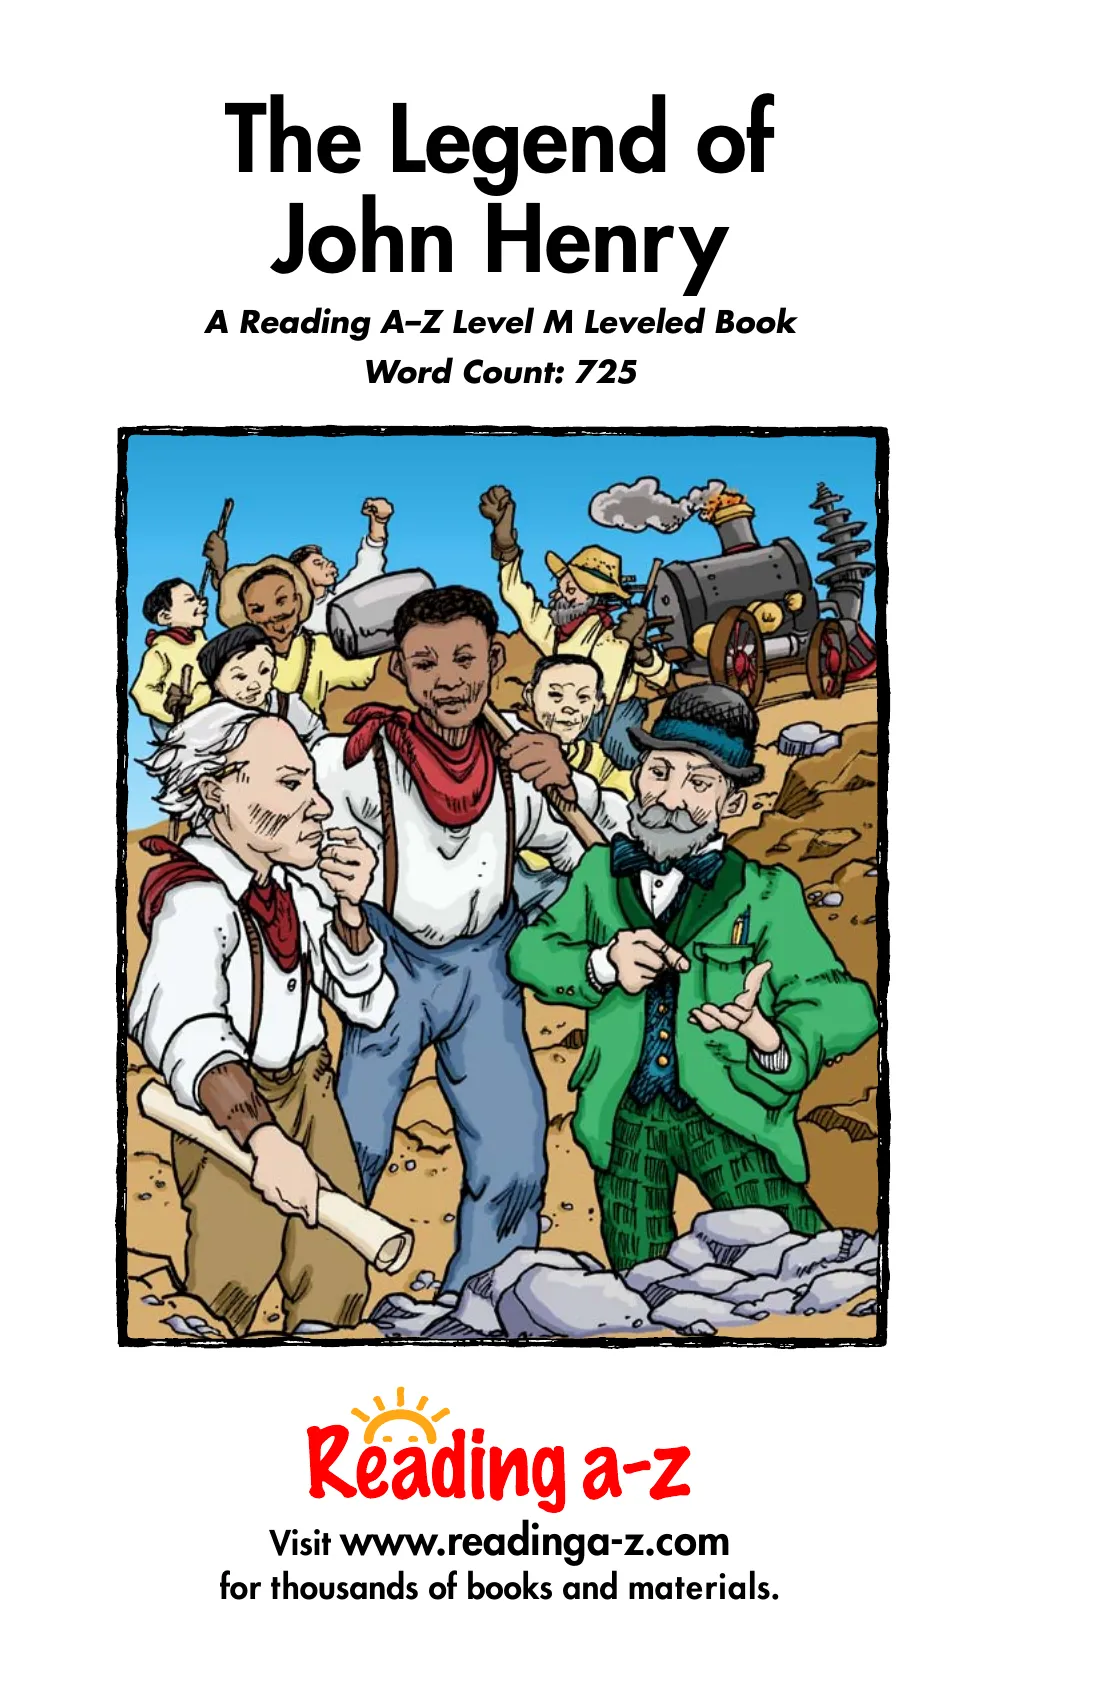 The Legend of
John Henry
A Reading A–Z Level M Leveled Book
Word Count: 725
Reading a-z
Visit www.readinga-z.com
for thousands of books and materials.